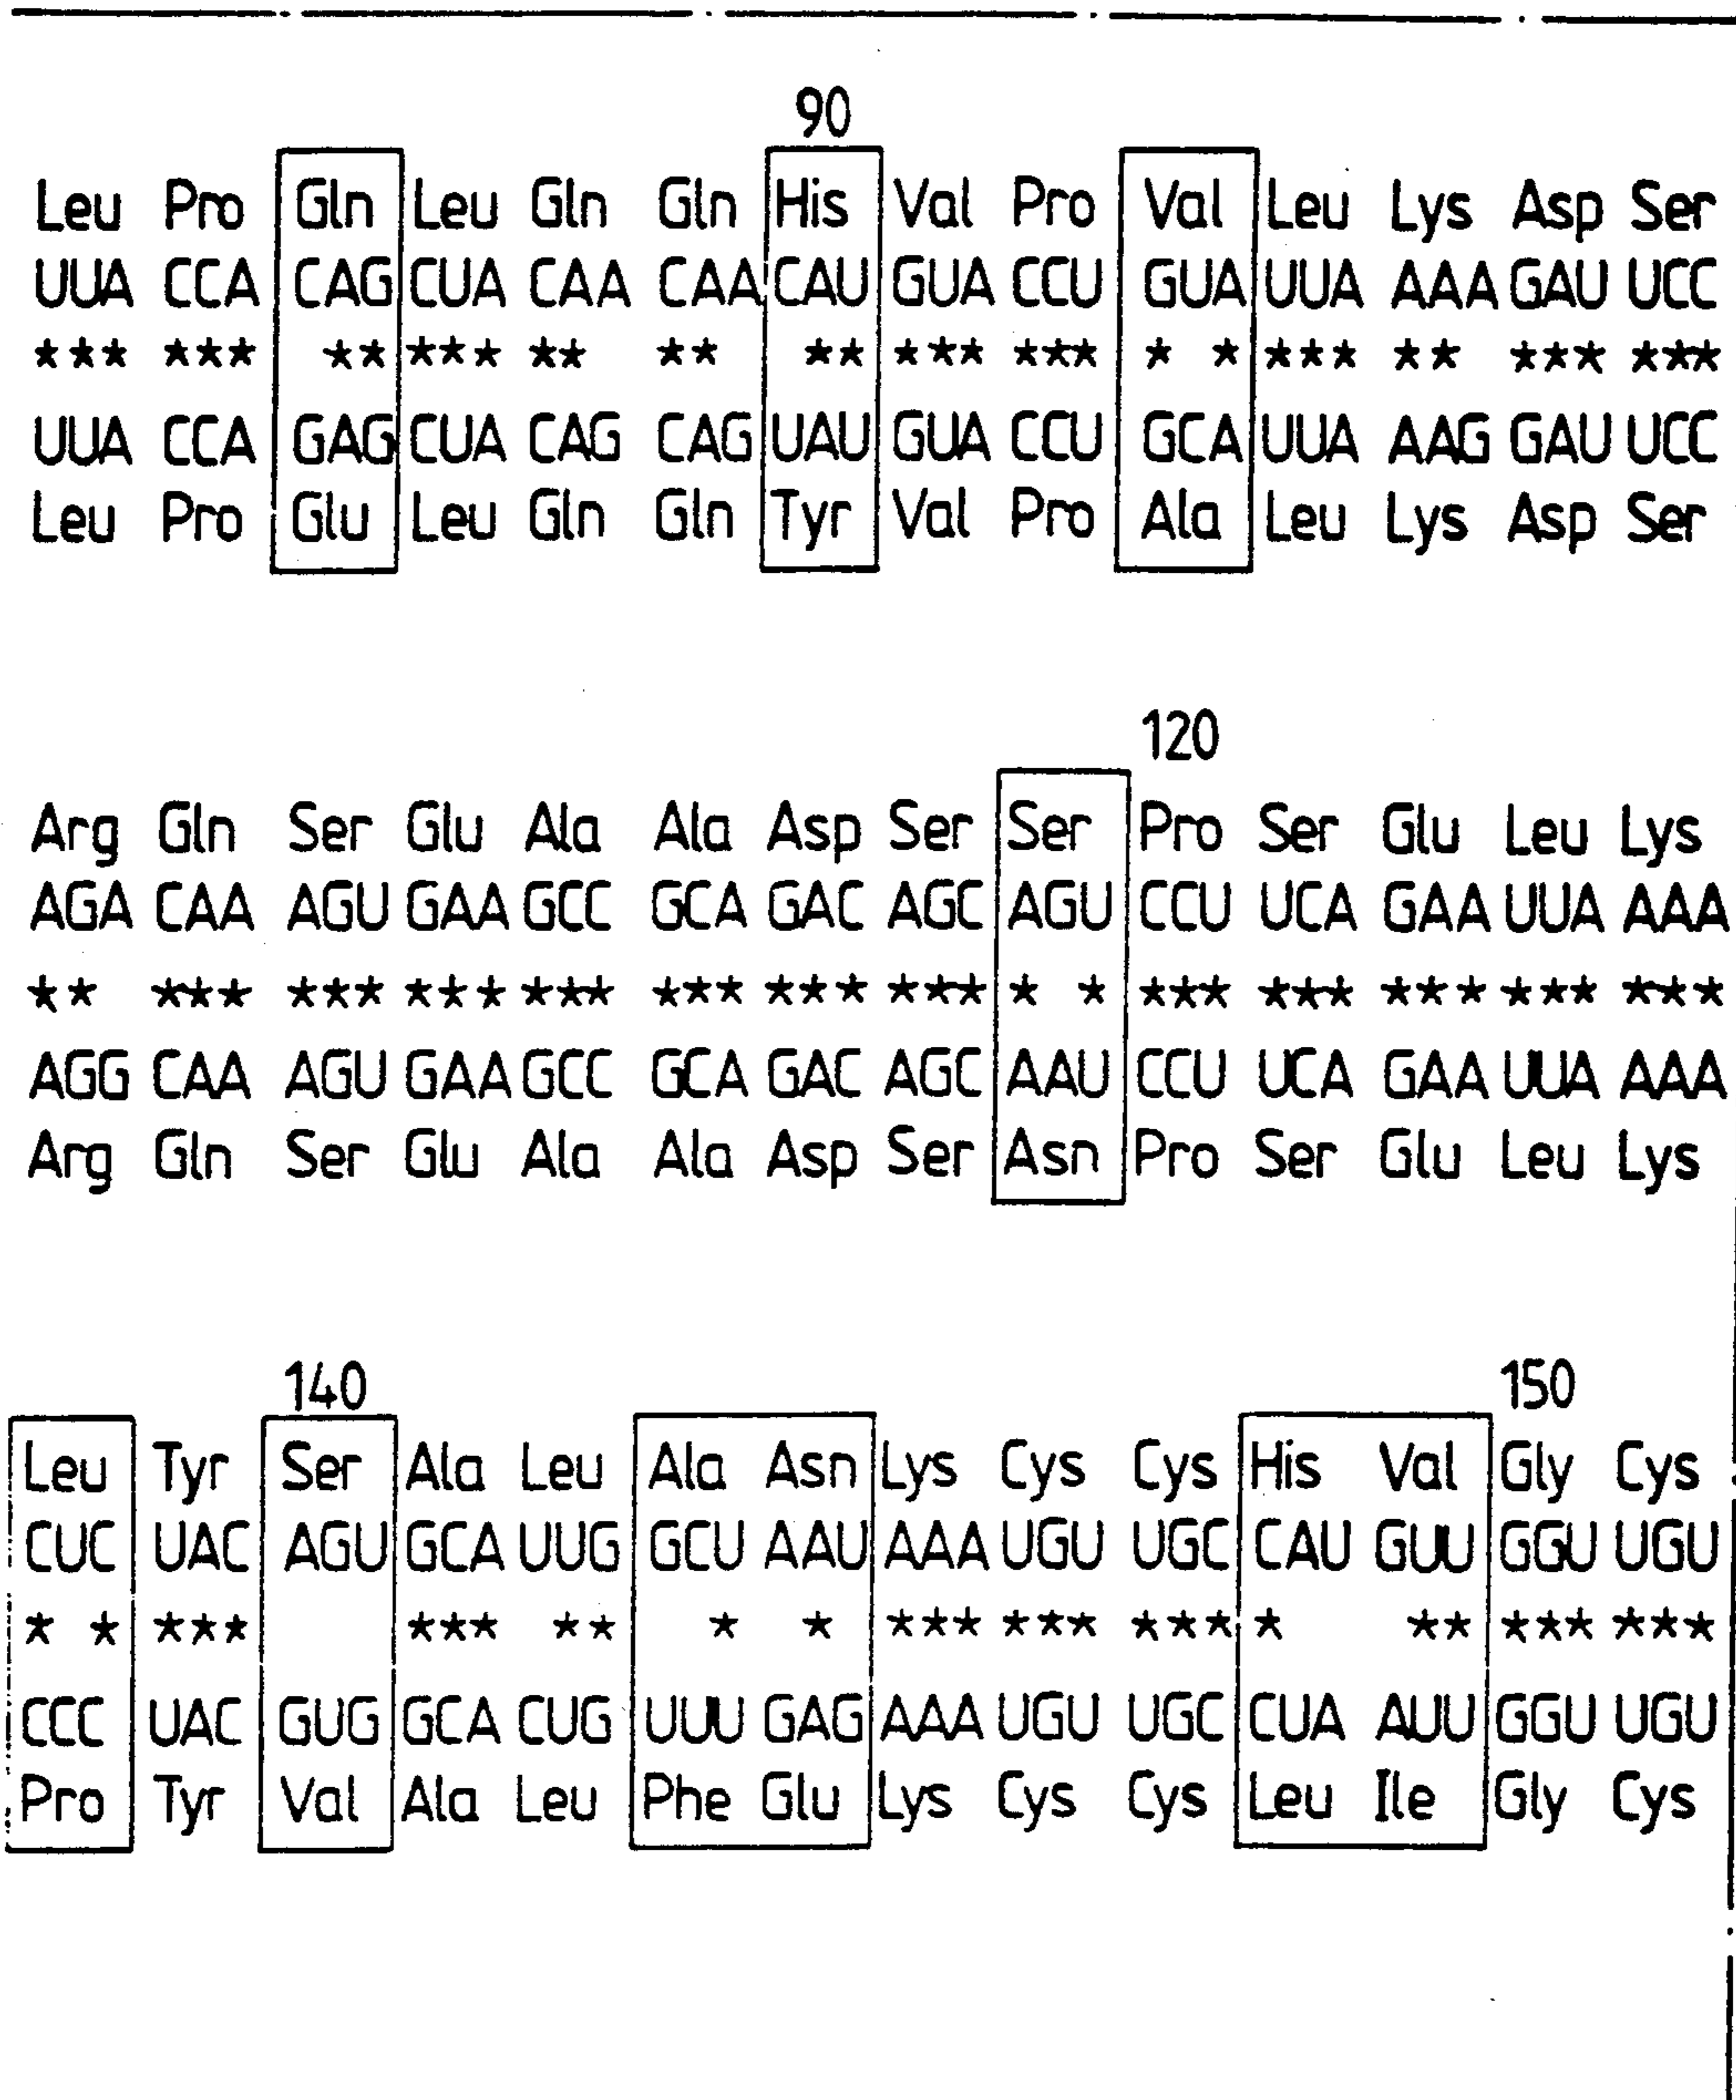 90
Leu Pro Gln Leu Gln Gln His Val Pro Val Leu Lys Asp Ser
UUA CCA CAG CUA CAA CAA CAU GUA CCU GUA UUA AAA GAU UCC
*** *** ** *** ** ** ** *** *** * * *** ** *** ***
UUA CCA GAG CUA CAG CAG UAU GUA CCU GCA UUA AAG GAU UCC
Leu Pro Glu Leu Gln Gln Tyr Val Pro Ala Leu Lys Asp Ser
120
Arg Gln Ser Glu Ala Ala Asp Ser Ser Pro Ser Glu Leu Lys
AGA CAA AGU GAA GCC GCA GAC AGC AGU CCU UCA GAA UUA AAA
** *** *** *** *** *** *** *** * * *** *** *** *** ***
AGG CAA AGU GAA GCC GCA GAC AGC AAU CCU UCA GAA UUA AAA
Arg Gln Ser Glu Ala Ala Asp Ser Asn Pro Ser Glu Leu Lys
140 150
Leu Tyr Ser Ala Leu Ala Asn Lys Cys Cys His Val Gly Cys
CUC UAC AGU GCA UUG GCU AAU AAA UGU UGC CAU GUU GGU UGU
* * *** *** ** * * *** *** *** * ** *** ***
CCC UAC GUG GCA CUG UUU GAG AAA UGU UGC CUA AUU GGU UGU
Pro Tyr Val Ala Leu Phe Glu Lys Cys Cys Leu Ile Gly Cys